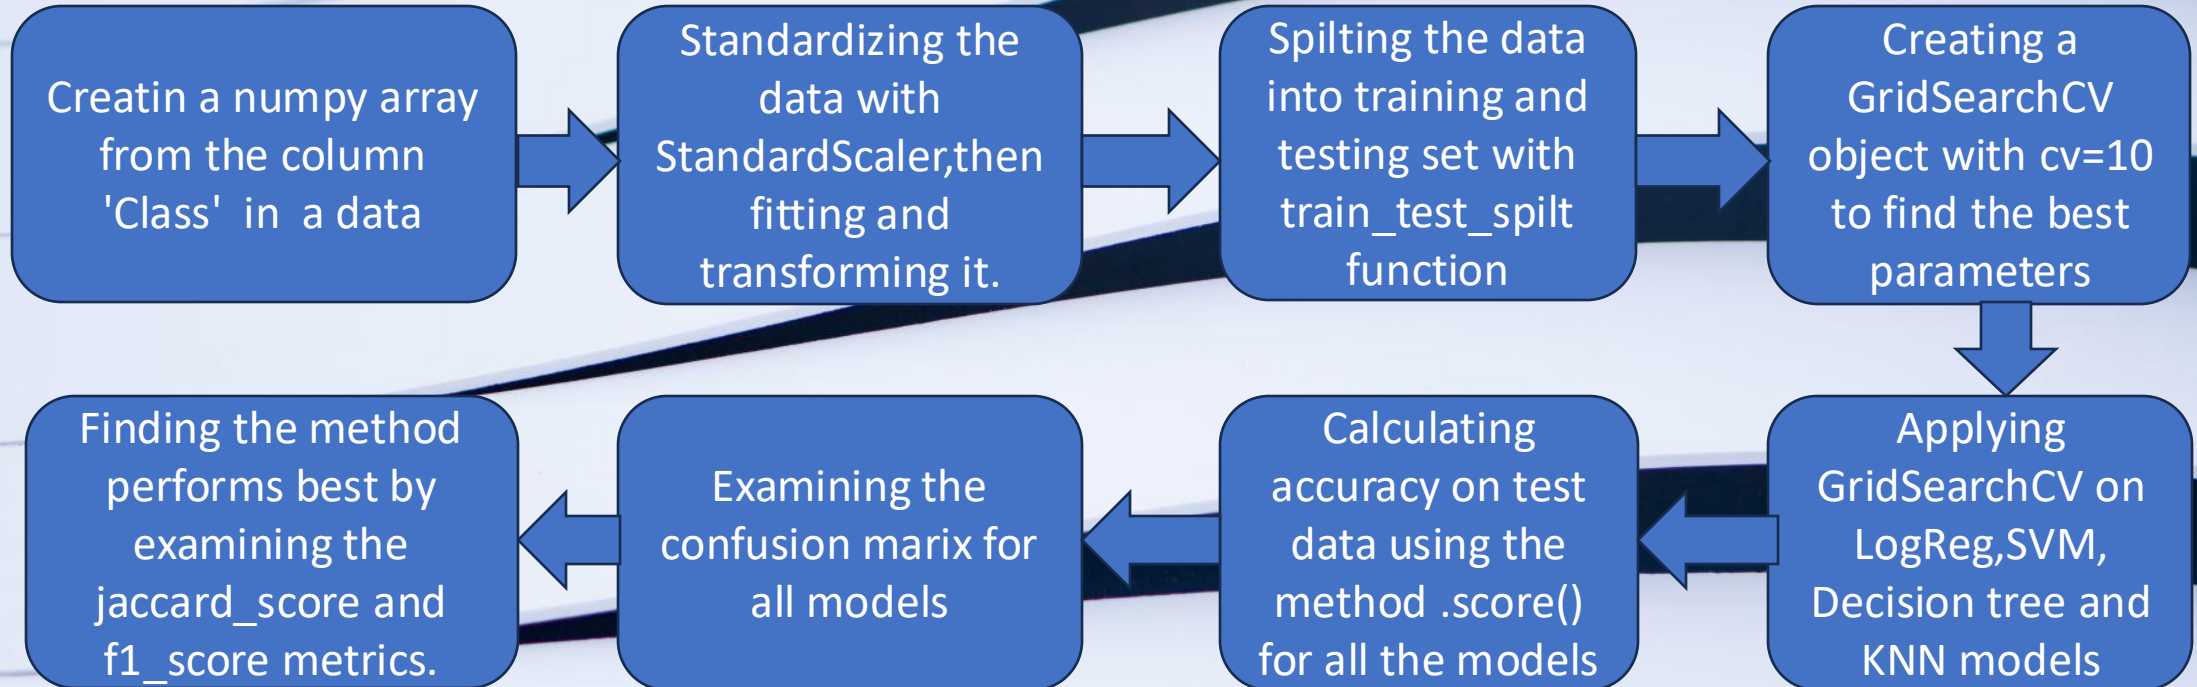 Creatin a numpy array
from the column
'Class' in a data
Standardizing the
data with
StandardScaler,then
fitting and
transforming it.
Spilting the data
into training and
testing set with
train_test_spilt
function
Creating a
GridSearchCV
object with cv=10
to find the best
parameters
Applying
GridSearchCV on
LogReg,SVM,
Decision tree and
KNN models
Calculating
accuracy on test
data using the
method .score()
for all the models
Examining the
confusion marix for
all models
Finding the method
performs best by
examining the
jaccard_score and
f1_score metrics.